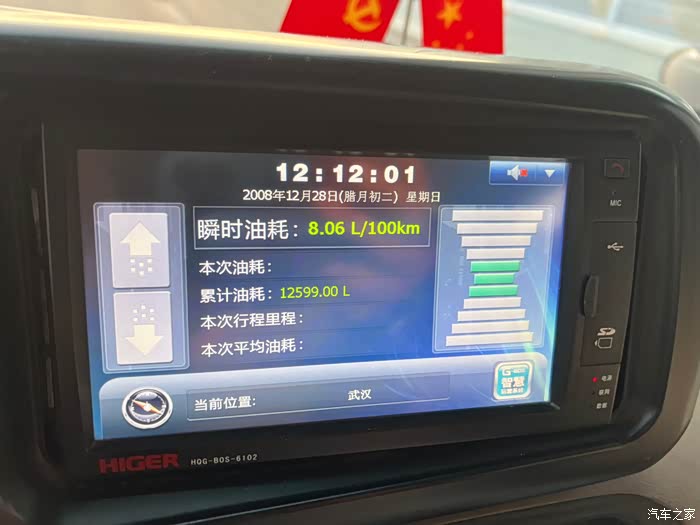 12:12:01
2008年12月28日(腊月初二) 星期日
瞬时油耗: 8.06 L/100km
本次油耗:
累计油耗: 12599.00 L
本次行程里程:
本次平均油耗:
当前位置: 武汉
智慧
MIC
HIGER HQG-BOS-6102
汽车之家